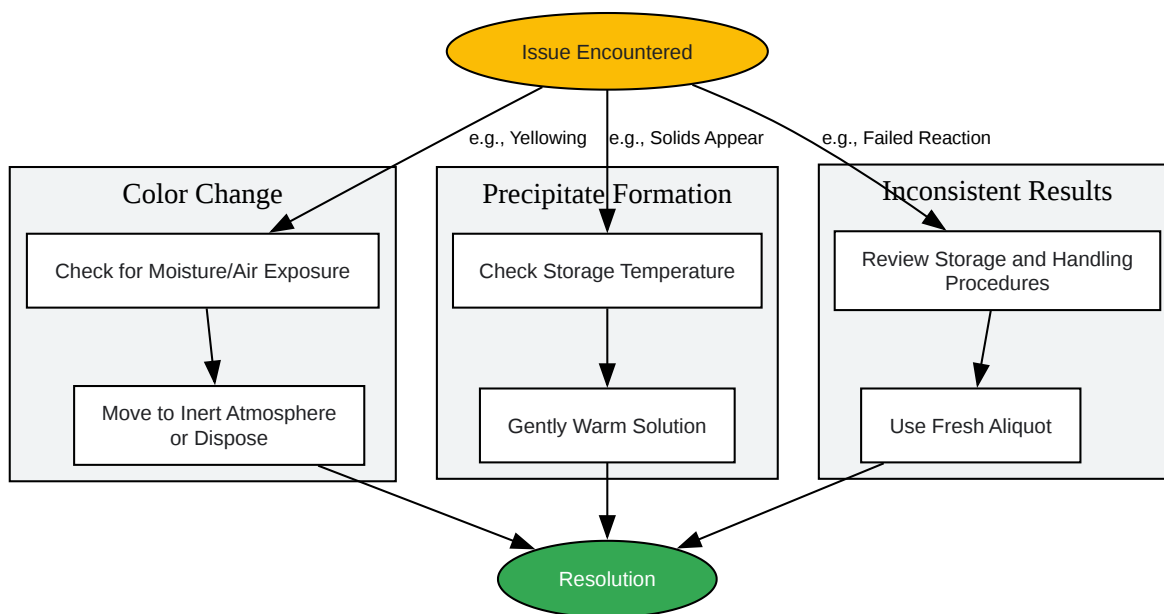 Issue Encountered
e.g., Yellowing
e.g., Solids Appear
e.g., Failed Reaction
Color Change
Precipitate Formation
Inconsistent Results
Check for Moisture/Air Exposure
Check Storage Temperature
Review Storage and Handling
Procedures
Move to Inert Atmosphere
or Dispose
Gently Warm Solution
Use Fresh Aliquot
Resolution